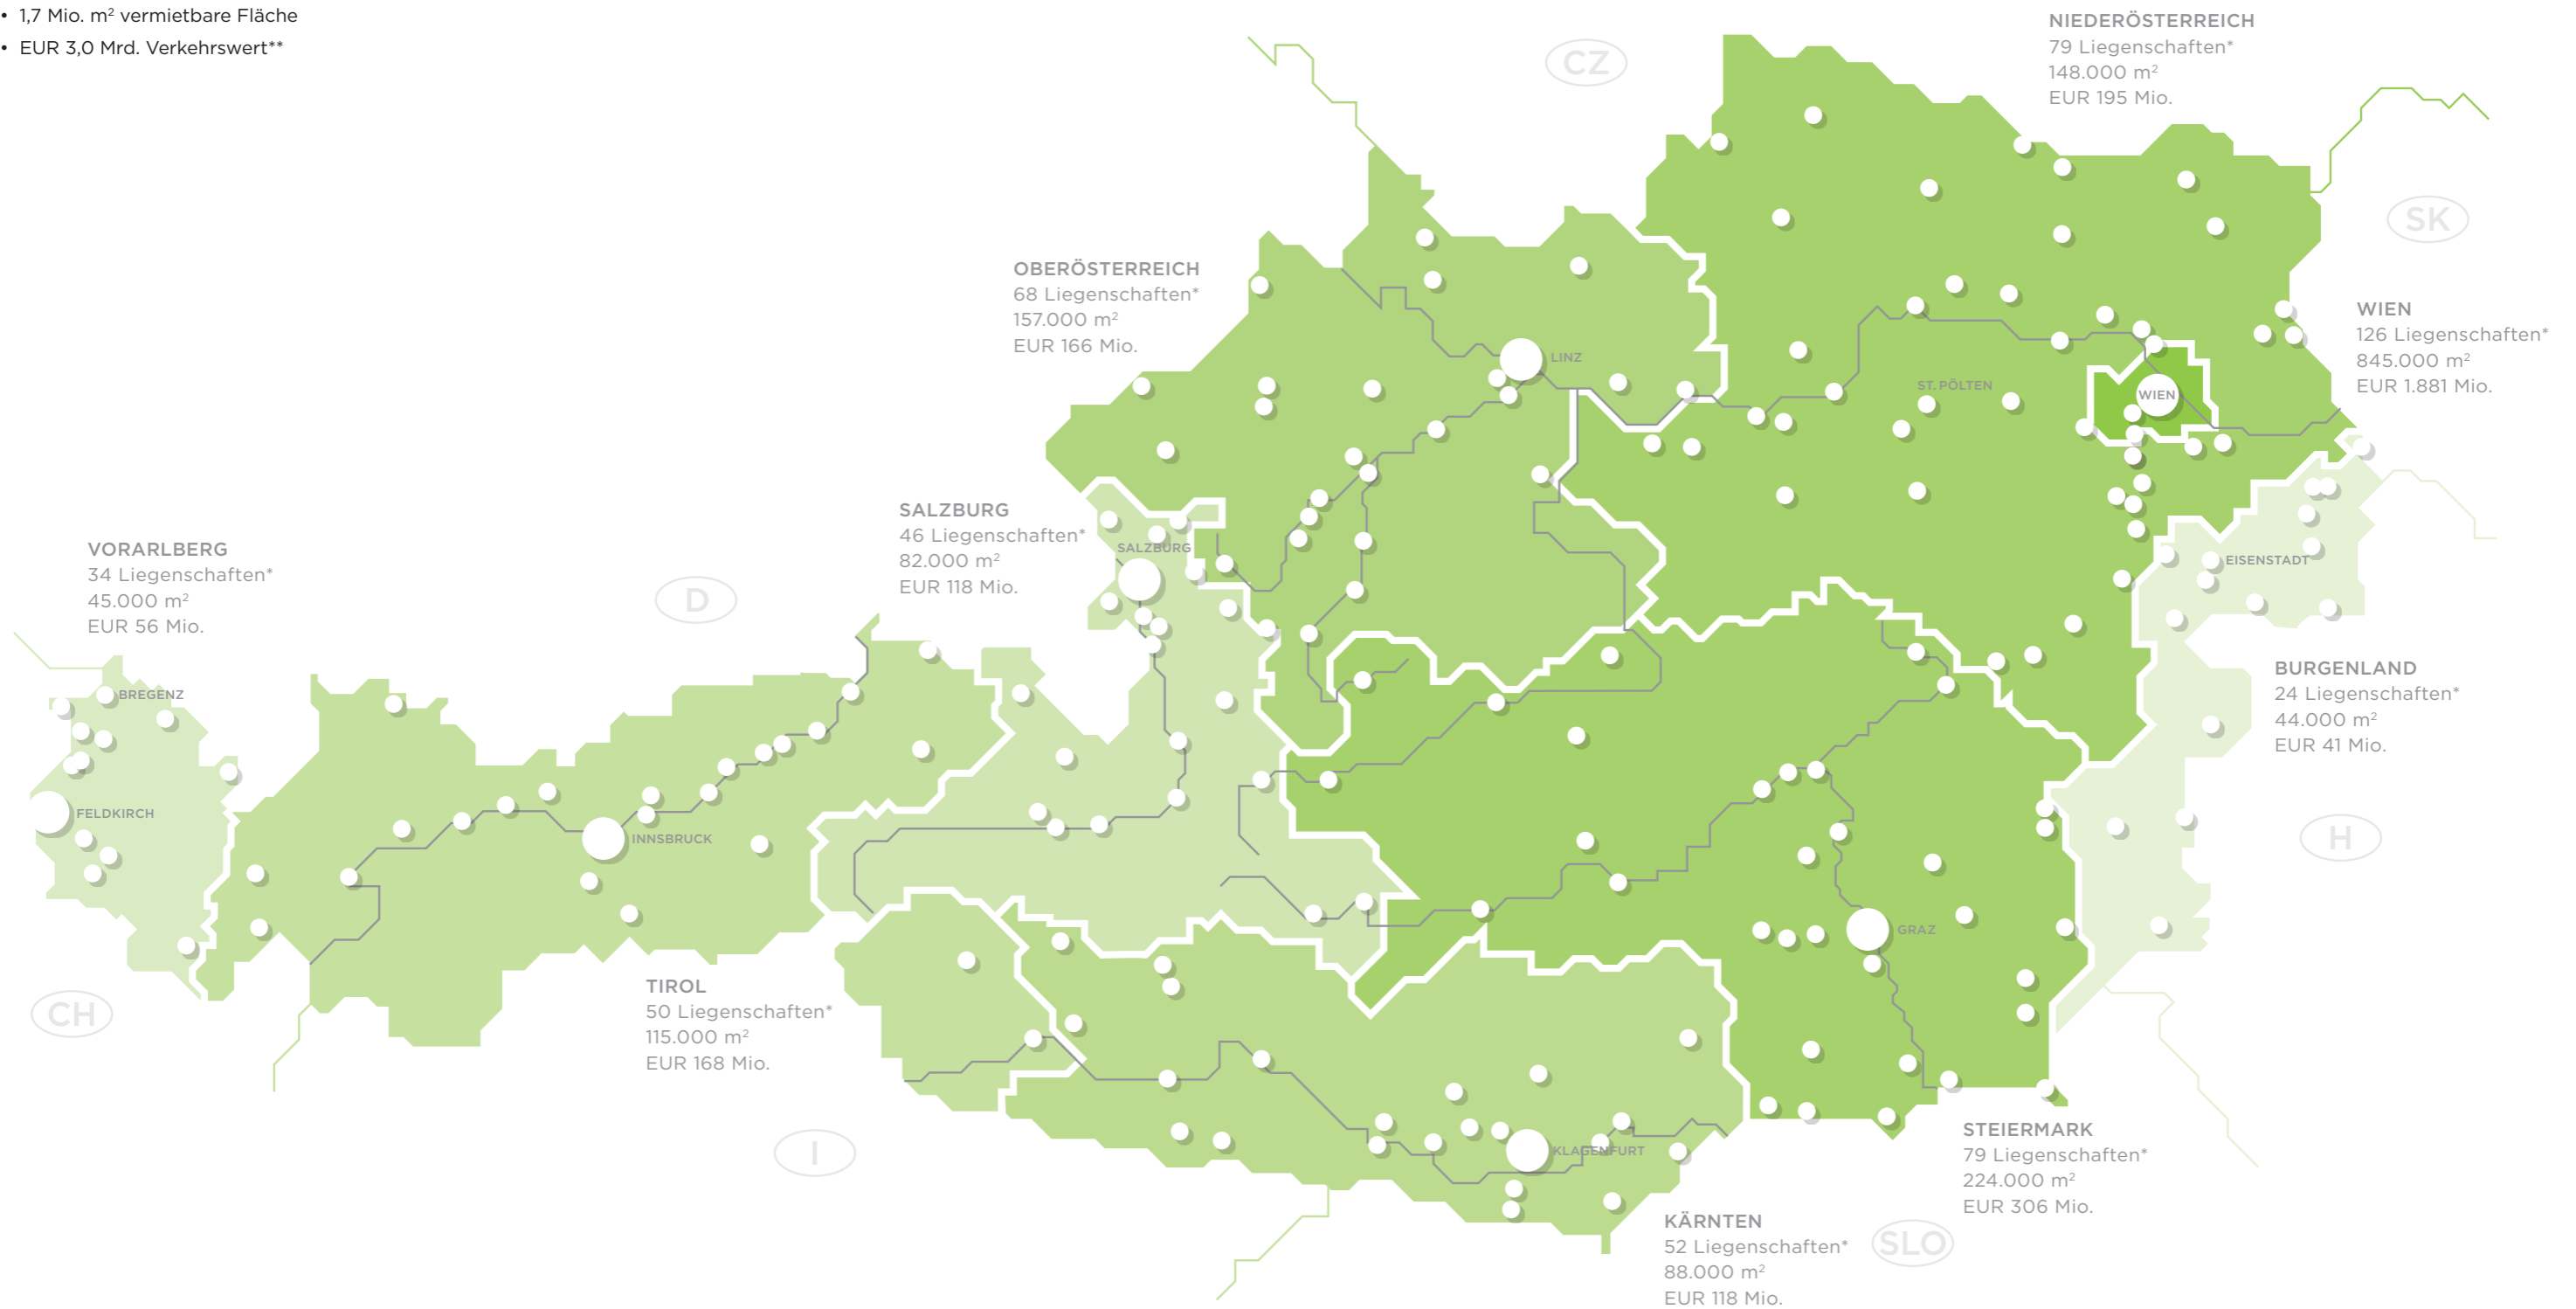 • 1,7 Mio. m² vermietbare Fläche
• EUR 3,0 Mrd. Verkehrswert**
NIEDERÖSTERREICH
79 Liegenschaften*
148.000 m²
EUR 195 Mio.
CZ
SK
OBERÖSTERREICH
68 Liegenschaften*
157.000 m²
EUR 166 Mio.
WIEN
126 Liegenschaften*
845.000 m²
EUR 1.881 Mio.
LINZ
ST. PÖLTEN
WIEN
SALZBURG
46 Liegenschaften*
82.000 m²
EUR 118 Mio.
SALZBURG
VORARLBERG
34 Liegenschaften*
45.000 m²
EUR 56 Mio.
D
EISENSTADT
BURGENLAND
24 Liegenschaften*
44.000 m²
EUR 41 Mio.
BREGENZ
FELDKIRCH
INNSBRUCK
H
GRAZ
CH
TIROL
50 Liegenschaften*
115.000 m²
EUR 168 Mio.
I
KLAGENFURT
STEIERMARK
79 Liegenschaften*
224.000 m²
EUR 306 Mio.
KÄRNTEN
52 Liegenschaften*
88.000 m²
EUR 118 Mio.
SLO